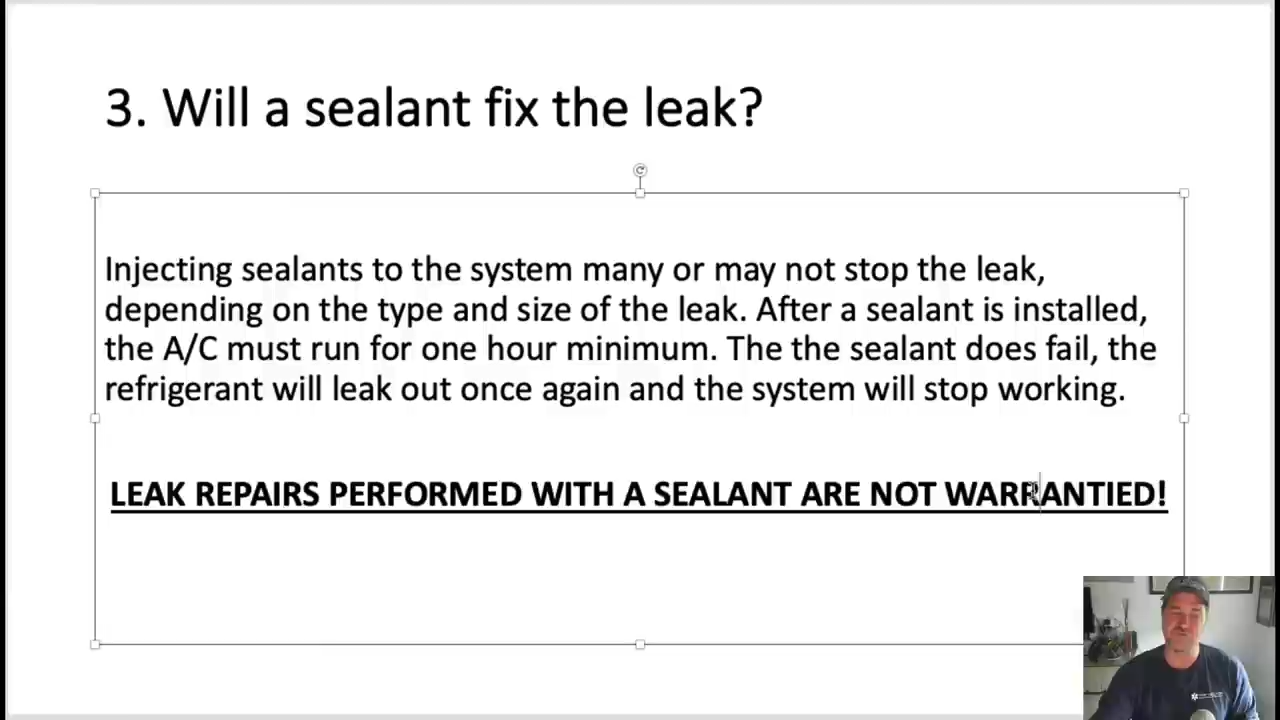 3. Will a sealant fix the leak?
Injecting sealants to the system many or may not stop the leak,
depending on the type and size of the leak. After a sealant is installed,
the A/C must run for one hour minimum. The the sealant does fail, the
refrigerant will leak out once again and the system will stop working.
LEAK REPAIRS PERFORMED WITH A SEALANT ARE NOT WARRANTIED!